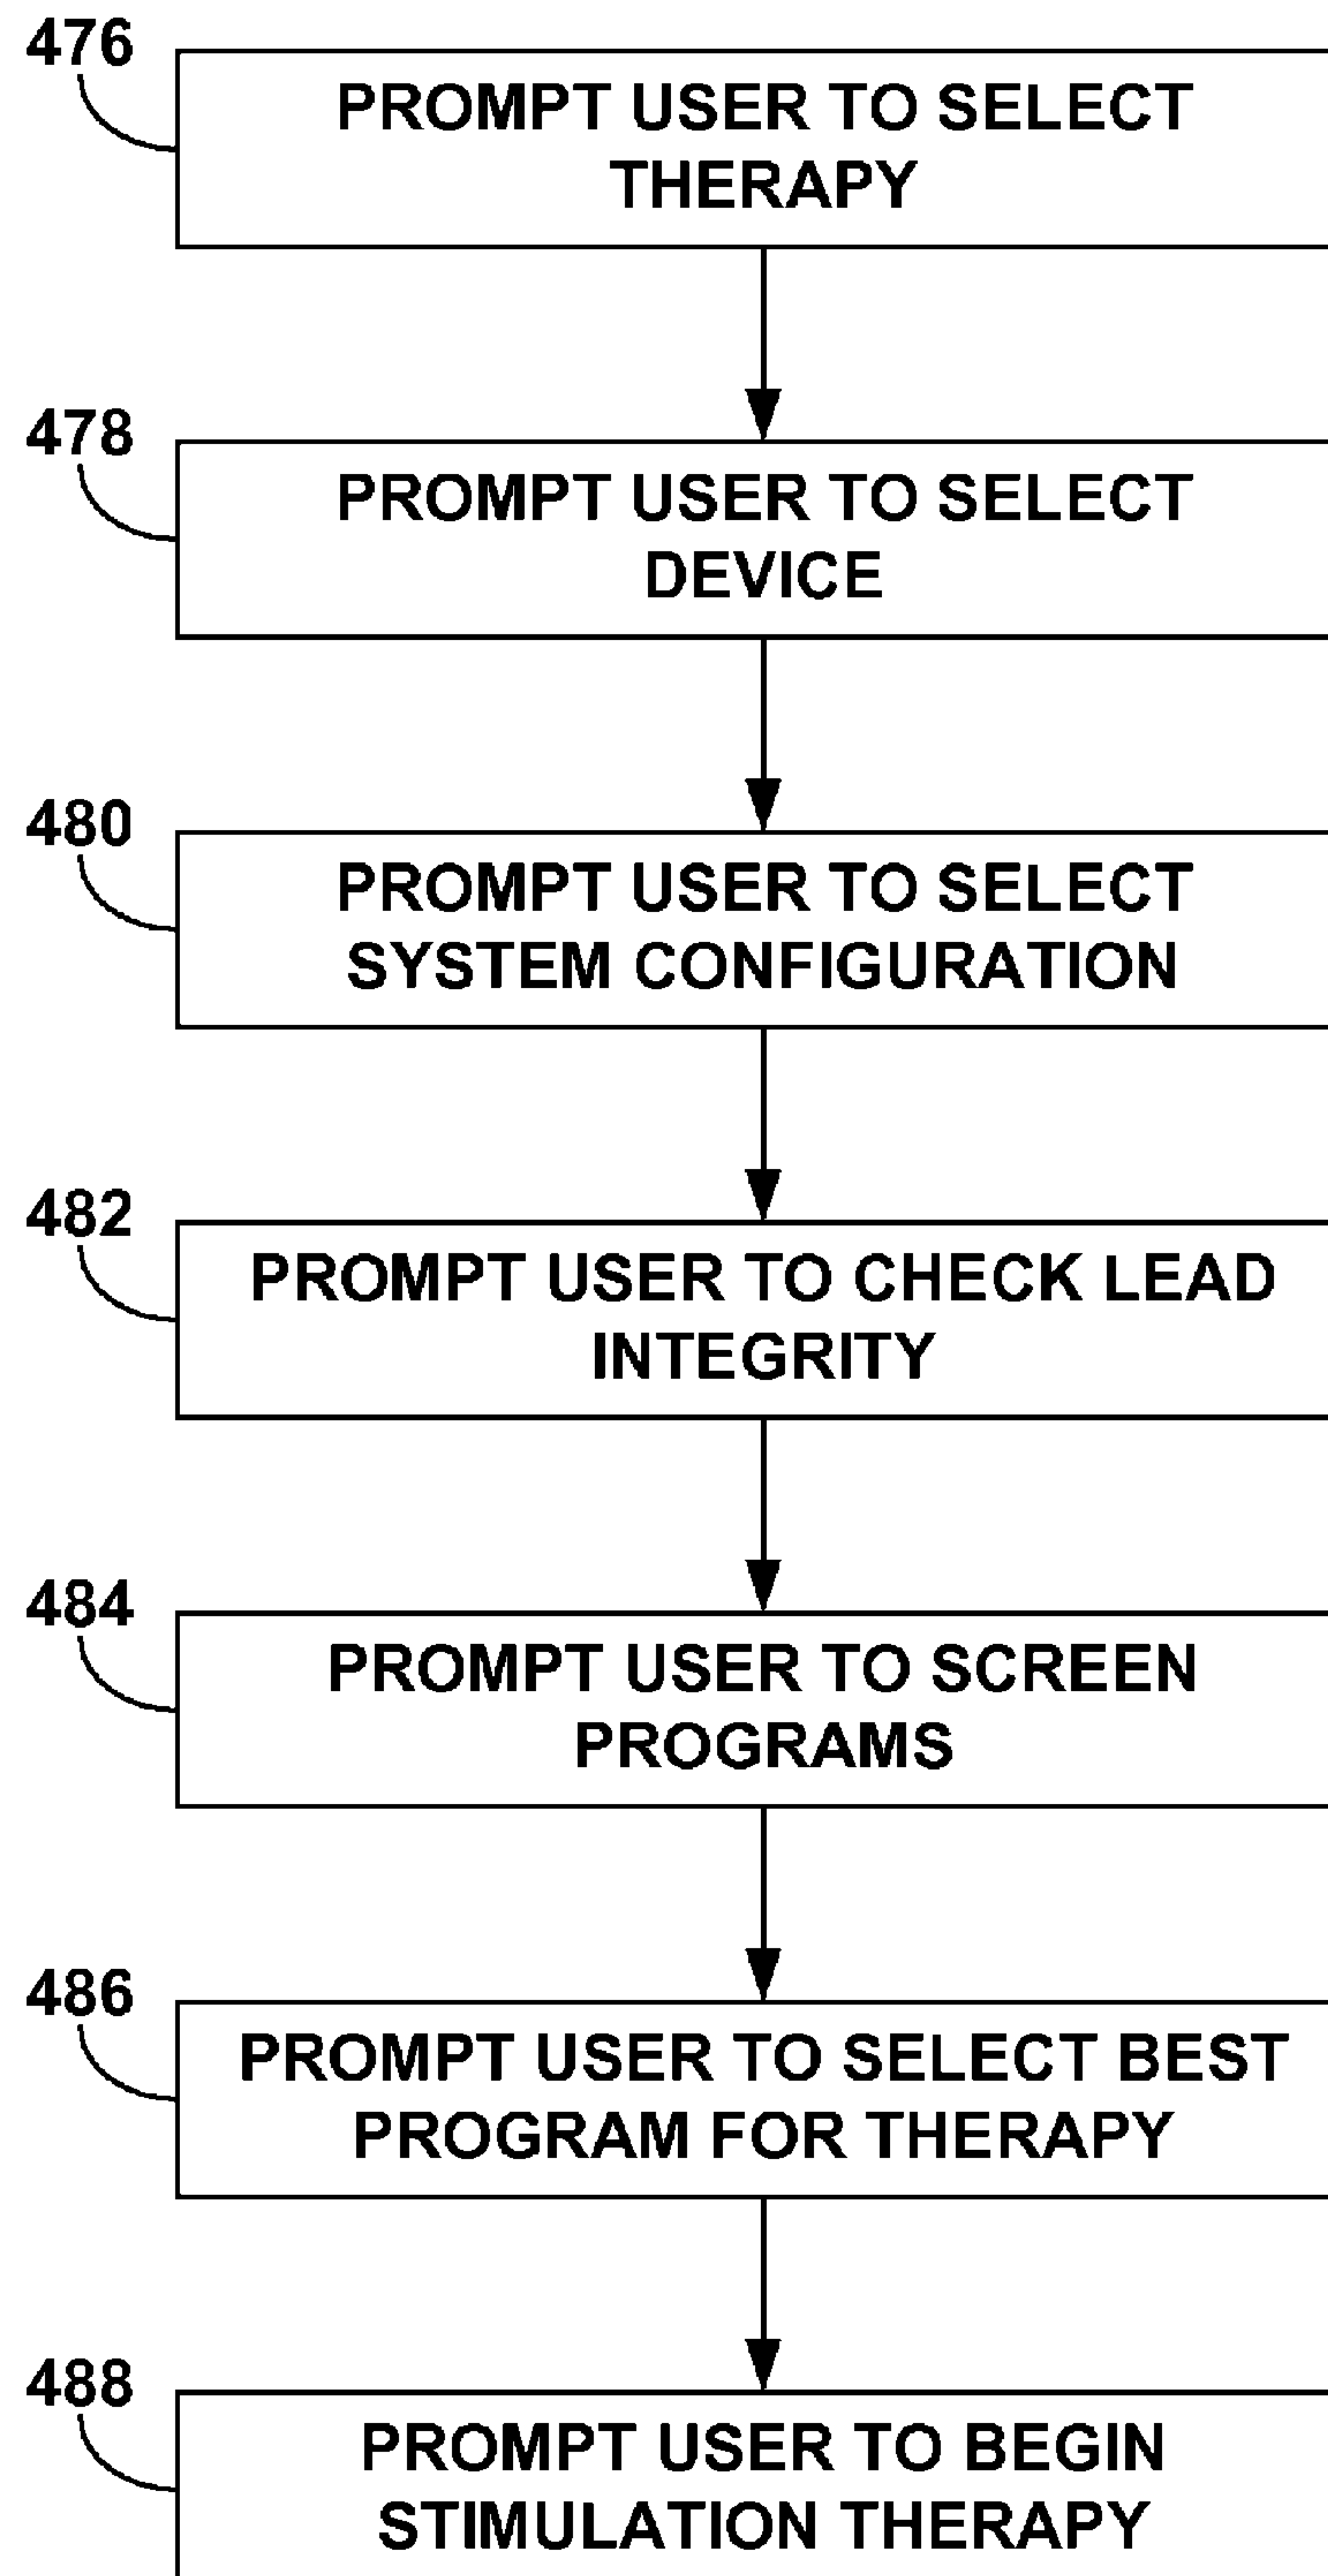 476
PROMPT USER TO SELECT
THERAPY
478
PROMPT USER TO SELECT
DEVICE
480
PROMPT USER TO SELECT
SYSTEM CONFIGURATION
482
PROMPT USER TO CHECK LEAD
INTEGRITY
484
PROMPT USER TO SCREEN
PROGRAMS
486
PROMPT USER TO SELECT BEST
PROGRAM FOR THERAPY
488
PROMPT USER TO BEGIN
STIMULATION THERAPY